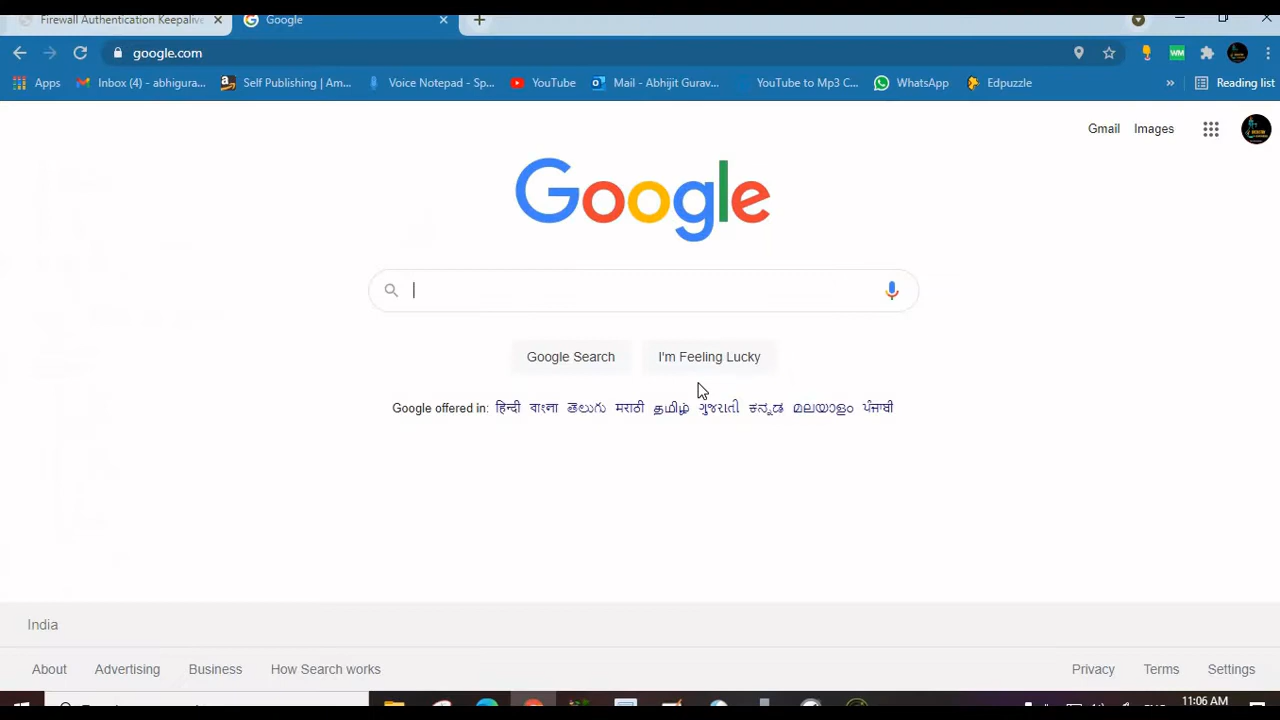 Firewall Authentication Keepalive
Google
google.com
Apps
Inbox (4) - abhigura...
Self Publishing | Am...
Voice Notepad - Sp...
YouTube
Mail - Abhijit Gurav...
YouTube to Mp3 C...
WhatsApp
Edpuzzle
»
Reading list
Gmail
Images
Google
Google Search
I'm Feeling Lucky
Google offered in: हिन्दी বাংলা తెలుగు मराठी தமிழ் ગુજરાતી ಕನ್ನಡ മലയാളം ਪੰਜਾਬੀ
India
About
Advertising
Business
How Search works
Privacy
Terms
Settings
11:06 AM